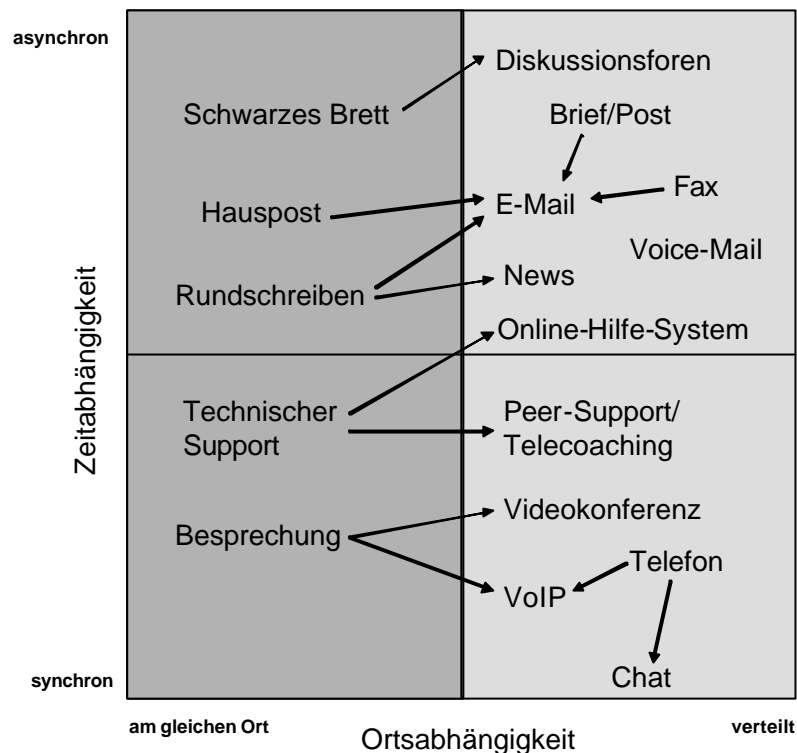 asynchron
Diskussionsforen
Schwarzes Brett
Brief/Post
Hauspost
E-Mail
Fax
Voice-Mail
Rundschreiben
News
Online-Hilfe-System
Zeitabhängigkeit
Technischer
Support
Peer-Support/
Telecoaching
Besprechung
Videokonferenz
Telefon
VoIP
Chat
synchron
am gleichen Ort
Ortsabhängigkeit
verteilt